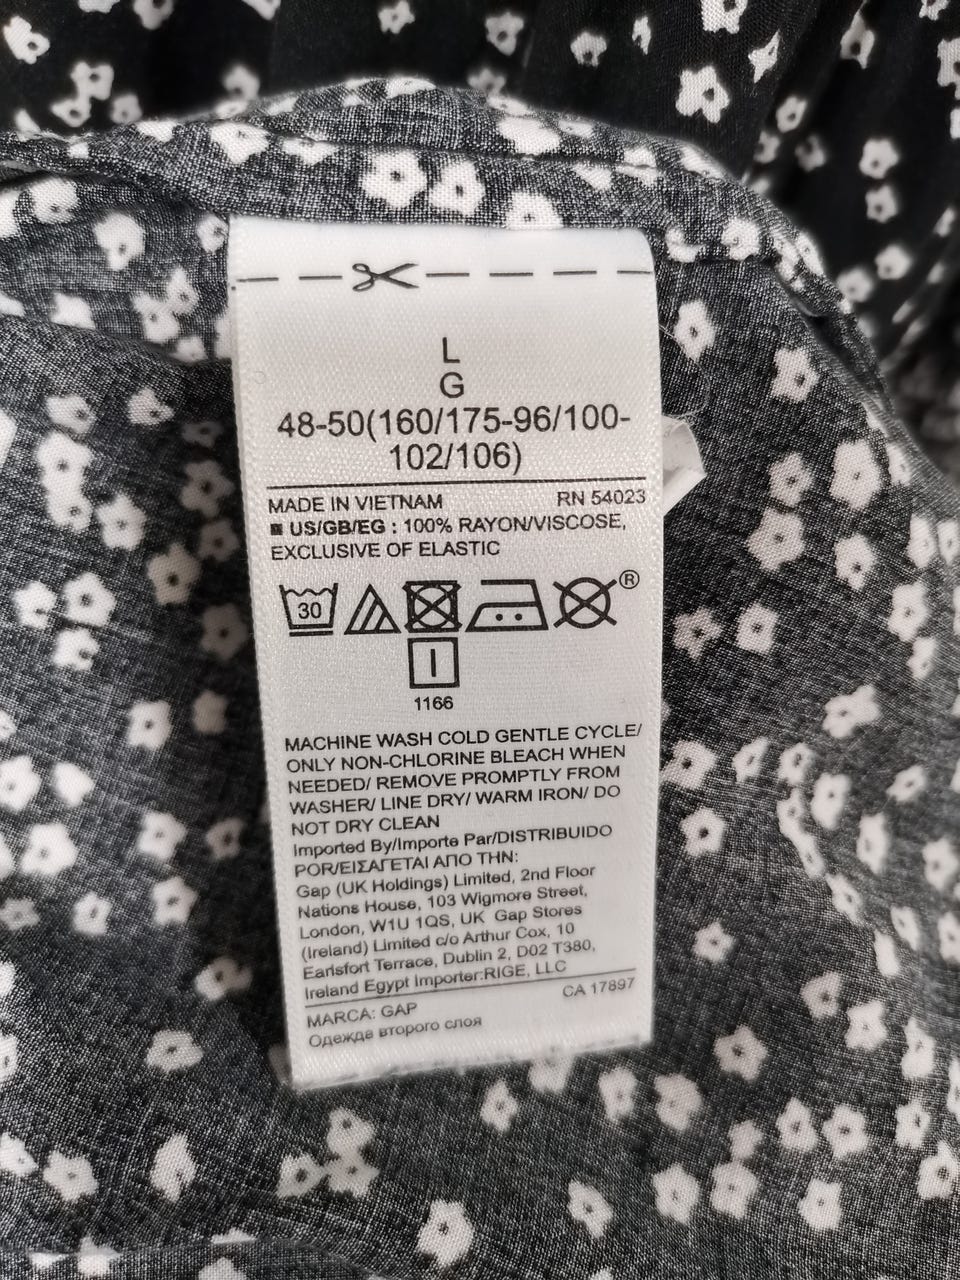 L
G
48-50(160/175-96/100-
102/106)
MADE IN VIETNAM RN 54023
■ US/GB/EG : 100% RAYON/VISCOSE,
EXCLUSIVE OF ELASTIC
30 ®
I
1166
MACHINE WASH COLD GENTLE CYCLE/
ONLY NON-CHLORINE BLEACH WHEN
NEEDED/ REMOVE PROMPTLY FROM
WASHER/ LINE DRY/ WARM IRON/ DO
NOT DRY CLEAN
Imported By/Importe Par/DISTRIBUIDO
POR/ΕΙΣΑΓΕΤΑΙ ΑΠΟ ΤΗΝ:
Gap (UK Holdings) Limited, 2nd Floor
Nations House, 103 Wigmore Street,
London, W1U 1QS, UK Gap Stores
(Ireland) Limited c/o Arthur Cox, 10
Earlsfort Terrace, Dublin 2, D02 T380,
Ireland Egypt Importer:RIGE, LLC
CA 17897
MARCA: GAP
Одежда второго слоя